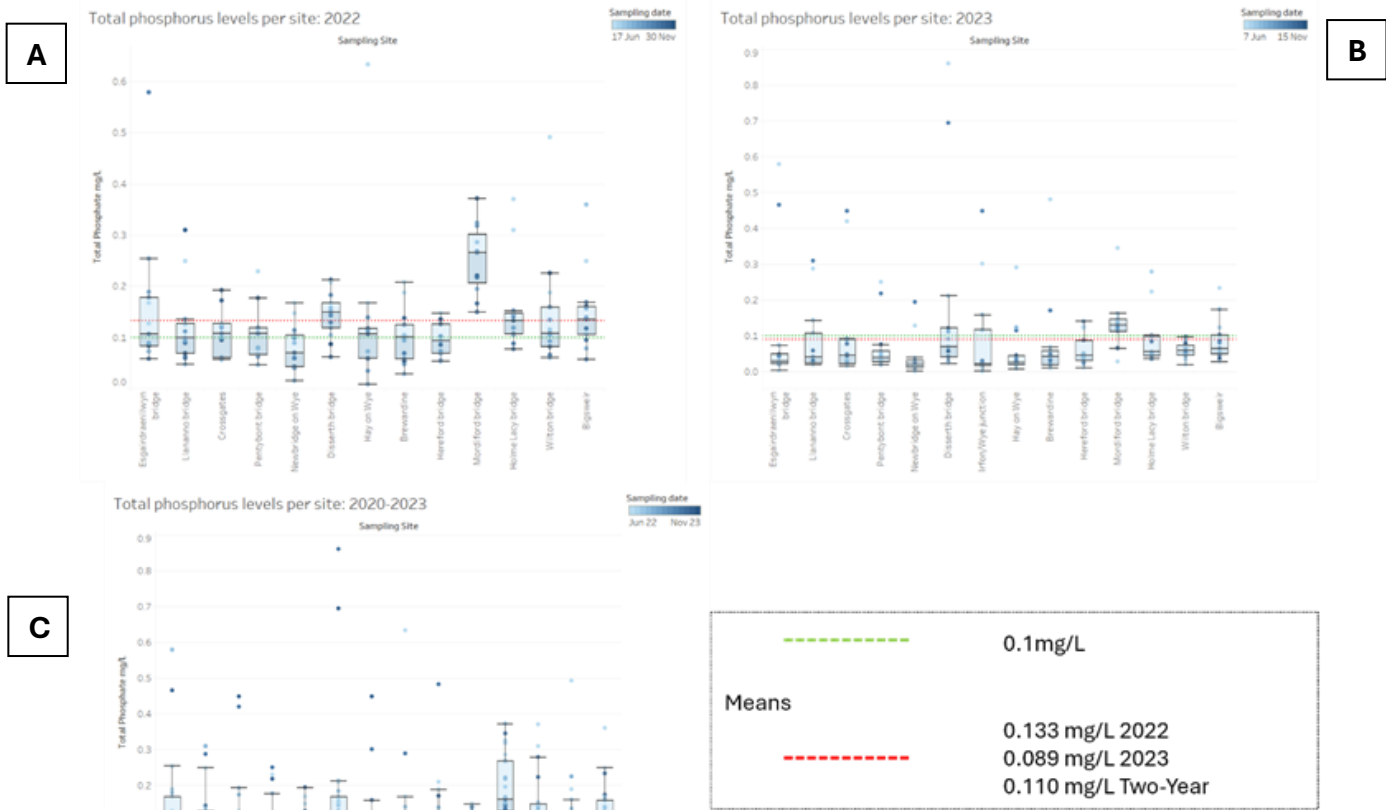 A
Total phosphorus levels per site: 2022
Sampling date
17 Jun 30 Nov
Sampling Site
Total Phosphate mg/L
0.6
0.5
0.4
0.3
0.2
0.1
0.0
Esgairdraenllwyn bridge
Llananno bridge
Crossgates
Pentybont bridge
Newbridge on Wye
Disserth bridge
Hay on Wye
Brewardine
Hereford bridge
Mordiford bridge
Holme Lacy bridge
Wilton bridge
Bigsweir
B
Total phosphorus levels per site: 2023
Sampling date
7 Jun 15 Nov
Sampling Site
Total Phosphate mg/L
0.9
0.8
0.7
0.6
0.5
0.4
0.3
0.2
0.1
0.0
Esgairdraenllwyn bridge
Llananno bridge
Crossgates
Pentybont bridge
Newbridge on Wye
Disserth bridge
Irfon/Wye junction
Hay on Wye
Brewardine
Hereford bridge
Mordiford bridge
Holme Lacy bridge
Wilton bridge
Bigsweir
C
Total phosphorus levels per site: 2020-2023
Sampling date
Jun 22 Nov 23
Sampling Site
Total Phosphate mg/L
0.9
0.8
0.7
0.6
0.5
0.4
0.3
0.2
0.1mg/L
Means
0.133 mg/L 2022
0.089 mg/L 2023
0.110 mg/L Two-Year